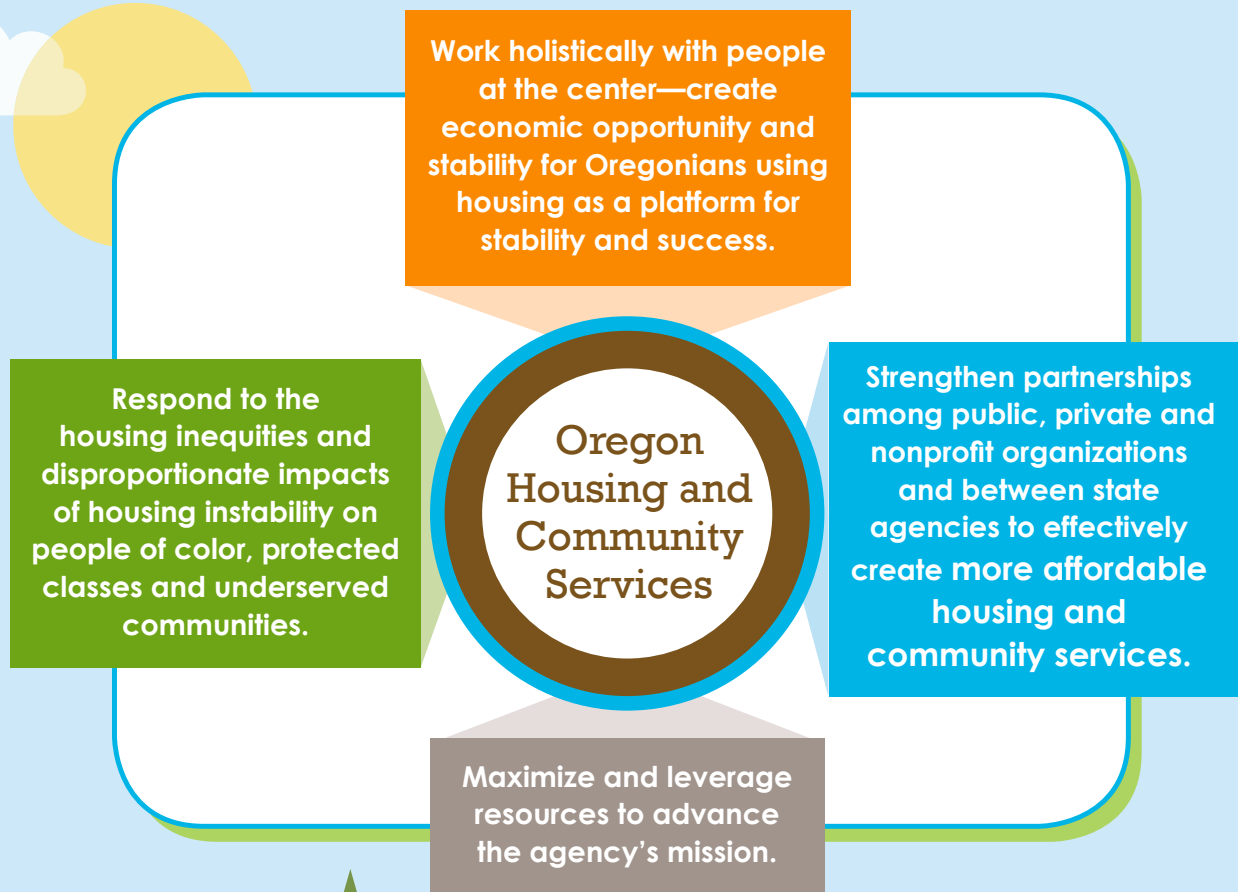 Work holistically with people
at the center—create
economic opportunity and
stability for Oregonians using
housing as a platform for
stability and success.
Respond to the
housing inequities and
disproportionate impacts
of housing instability on
people of color, protected
classes and underserved
communities.
Oregon
Housing and
Community
Services
Strengthen partnerships
among public, private and
nonprofit organizations
and between state
agencies to effectively
create more affordable
housing and
community services.
Maximize and leverage
resources to advance
the agency’s mission.